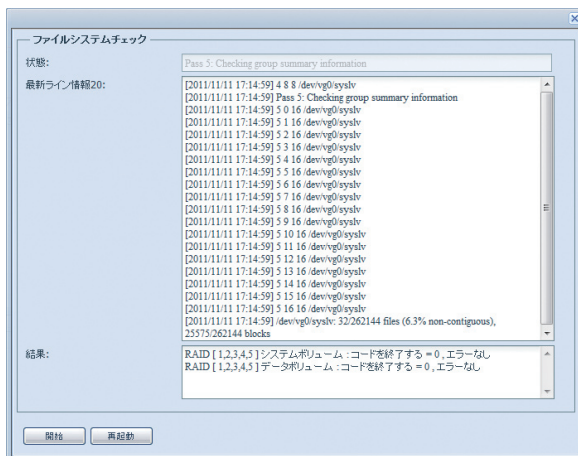 ファイルシステムチェック
状態: Pass 5: Checking group summary information
最新ライン情報20:
[2011/11/11 17:14:59] 4 8 8 /dev/vg0/syslv
[2011/11/11 17:14:59] Pass 5: Checking group summary information
[2011/11/11 17:14:59] 5 0 16 /dev/vg0/syslv
[2011/11/11 17:14:59] 5 1 16 /dev/vg0/syslv
[2011/11/11 17:14:59] 5 2 16 /dev/vg0/syslv
[2011/11/11 17:14:59] 5 3 16 /dev/vg0/syslv
[2011/11/11 17:14:59] 5 4 16 /dev/vg0/syslv
[2011/11/11 17:14:59] 5 5 16 /dev/vg0/syslv
[2011/11/11 17:14:59] 5 6 16 /dev/vg0/syslv
[2011/11/11 17:14:59] 5 7 16 /dev/vg0/syslv
[2011/11/11 17:14:59] 5 8 16 /dev/vg0/syslv
[2011/11/11 17:14:59] 5 9 16 /dev/vg0/syslv
[2011/11/11 17:14:59] 5 10 16 /dev/vg0/syslv
[2011/11/11 17:14:59] 5 11 16 /dev/vg0/syslv
[2011/11/11 17:14:59] 5 12 16 /dev/vg0/syslv
[2011/11/11 17:14:59] 5 13 16 /dev/vg0/syslv
[2011/11/11 17:14:59] 5 14 16 /dev/vg0/syslv
[2011/11/11 17:14:59] 5 15 16 /dev/vg0/syslv
[2011/11/11 17:14:59] 5 16 16 /dev/vg0/syslv
[2011/11/11 17:14:59] /dev/vg0/syslv: 32/262144 files (6.3% non-contiguous),
25575/262144 blocks
結果:
RAID [ 1,2,3,4,5 ] システムボリューム : コードを終了する = 0 , エラーなし
RAID [ 1,2,3,4,5 ] データボリューム : コードを終了する = 0 , エラーなし
開始 再起動